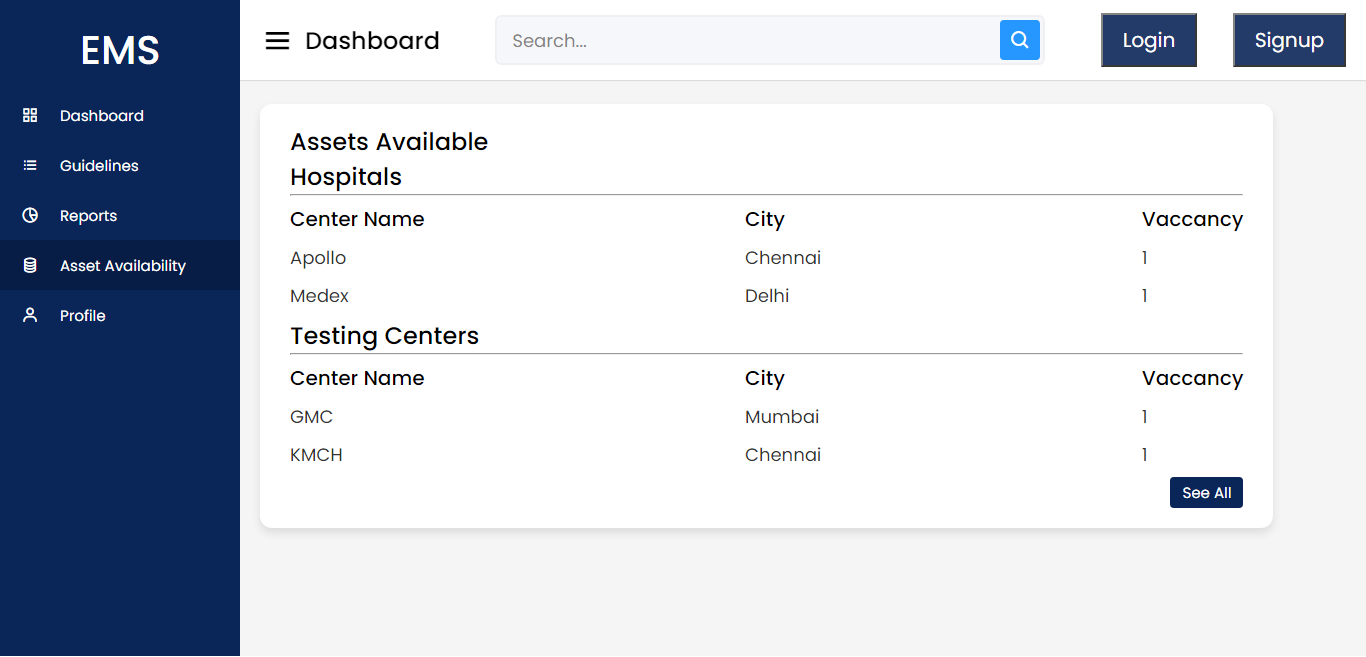 EMS
Dashboard
Guidelines
Reports
Asset Availability
Profile
Dashboard
Search...
Login
Signup
Assets Available
Hospitals
Center Name City Vaccancy
Apollo Chennai 1
Medex Delhi 1
Testing Centers
Center Name City Vaccancy
GMC Mumbai 1
KMCH Chennai 1
See All